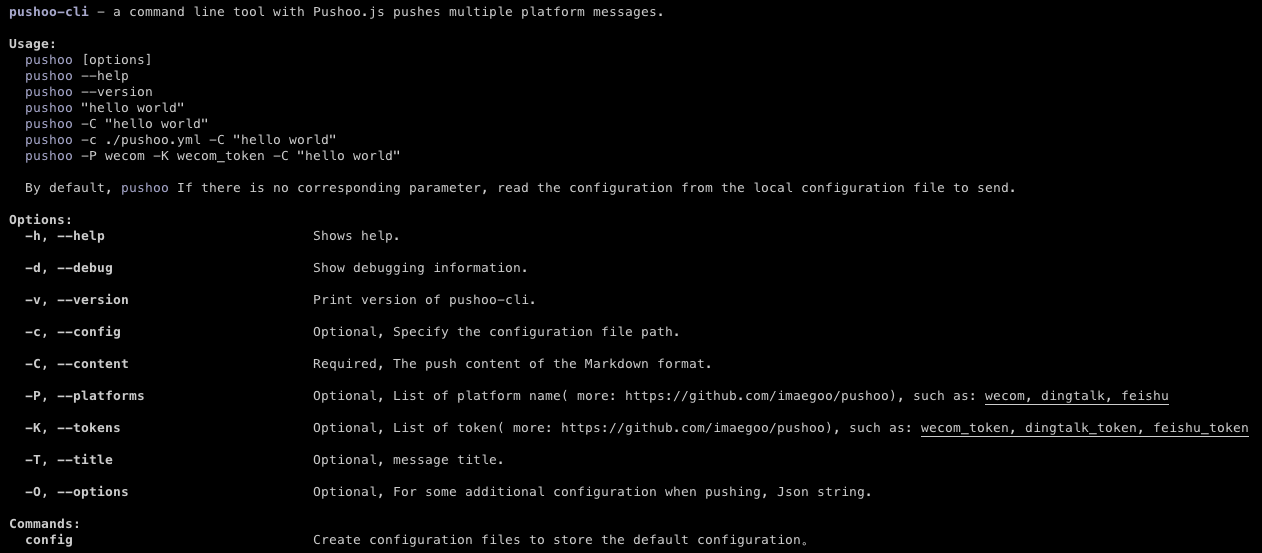 pushoo-cli – a command line tool with Pushoo.js pushes multiple platform messages.
Usage:
pushoo [options]
pushoo --help
pushoo --version
pushoo "hello world"
pushoo -C "hello world"
pushoo -c ./pushoo.yml -C "hello world"
pushoo -P wecom -K wecom_token -C "hello world"
By default, pushoo If there is no corresponding parameter, read the configuration from the local configuration file to send.
Options:
-h, --help Shows help.
-d, --debug Show debugging information.
-v, --version Print version of pushoo-cli.
-c, --config Optional, Specify the configuration file path.
-C, --content Required, The push content of the Markdown format.
-P, --platforms Optional, List of platform name( more: https://github.com/imaegoo/pushoo), such as: wecom, dingtalk, feishu
-K, --tokens Optional, List of token( more: https://github.com/imaegoo/pushoo), such as: wecom_token, dingtalk_token, feishu_token
-T, --title Optional, message title.
-O, --options Optional, For some additional configuration when pushing, Json string.
Commands:
config Create configuration files to store the default configuration。